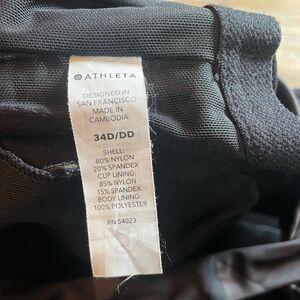 ATHLETA
DESIGNED IN
SAN FRANCISCO
MADE IN
CAMBODIA
34D/DD
SHELL:
80% NYLON
20% SPANDEX
CUP LINING:
85% NYLON
15% SPANDEX
BODY LINING:
100% POLYESTER
RN 54023